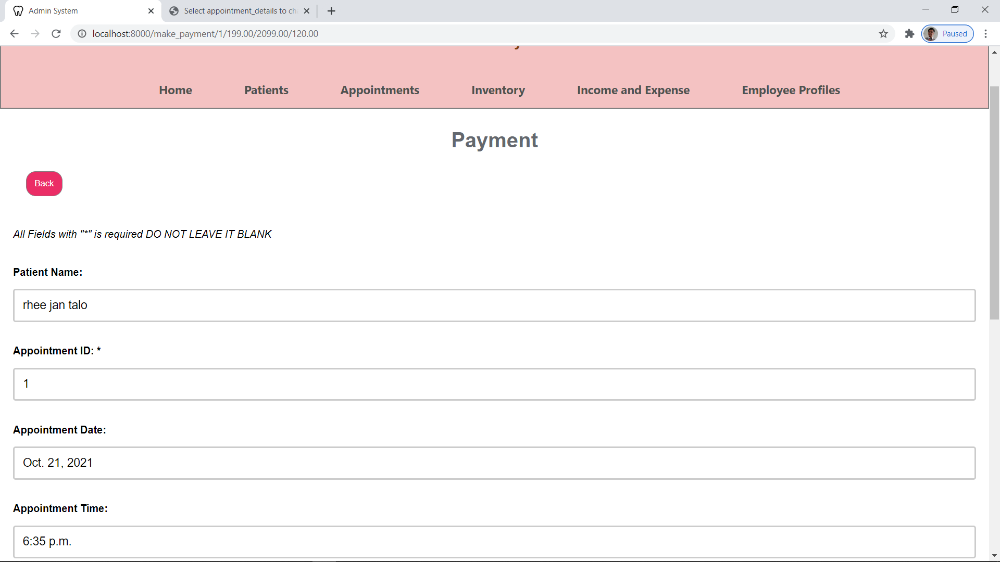 Admin System
Select appointment_details to ch
localhost:8000/make_payment/1/199.00/2099.00/120.00
Paused
Home Patients Appointments Inventory Income and Expense Employee Profiles
Payment
Back
All Fields with "*" is required DO NOT LEAVE IT BLANK
Patient Name:
rhee jan talo
Appointment ID: *
1
Appointment Date:
Oct. 21, 2021
Appointment Time:
6:35 p.m.